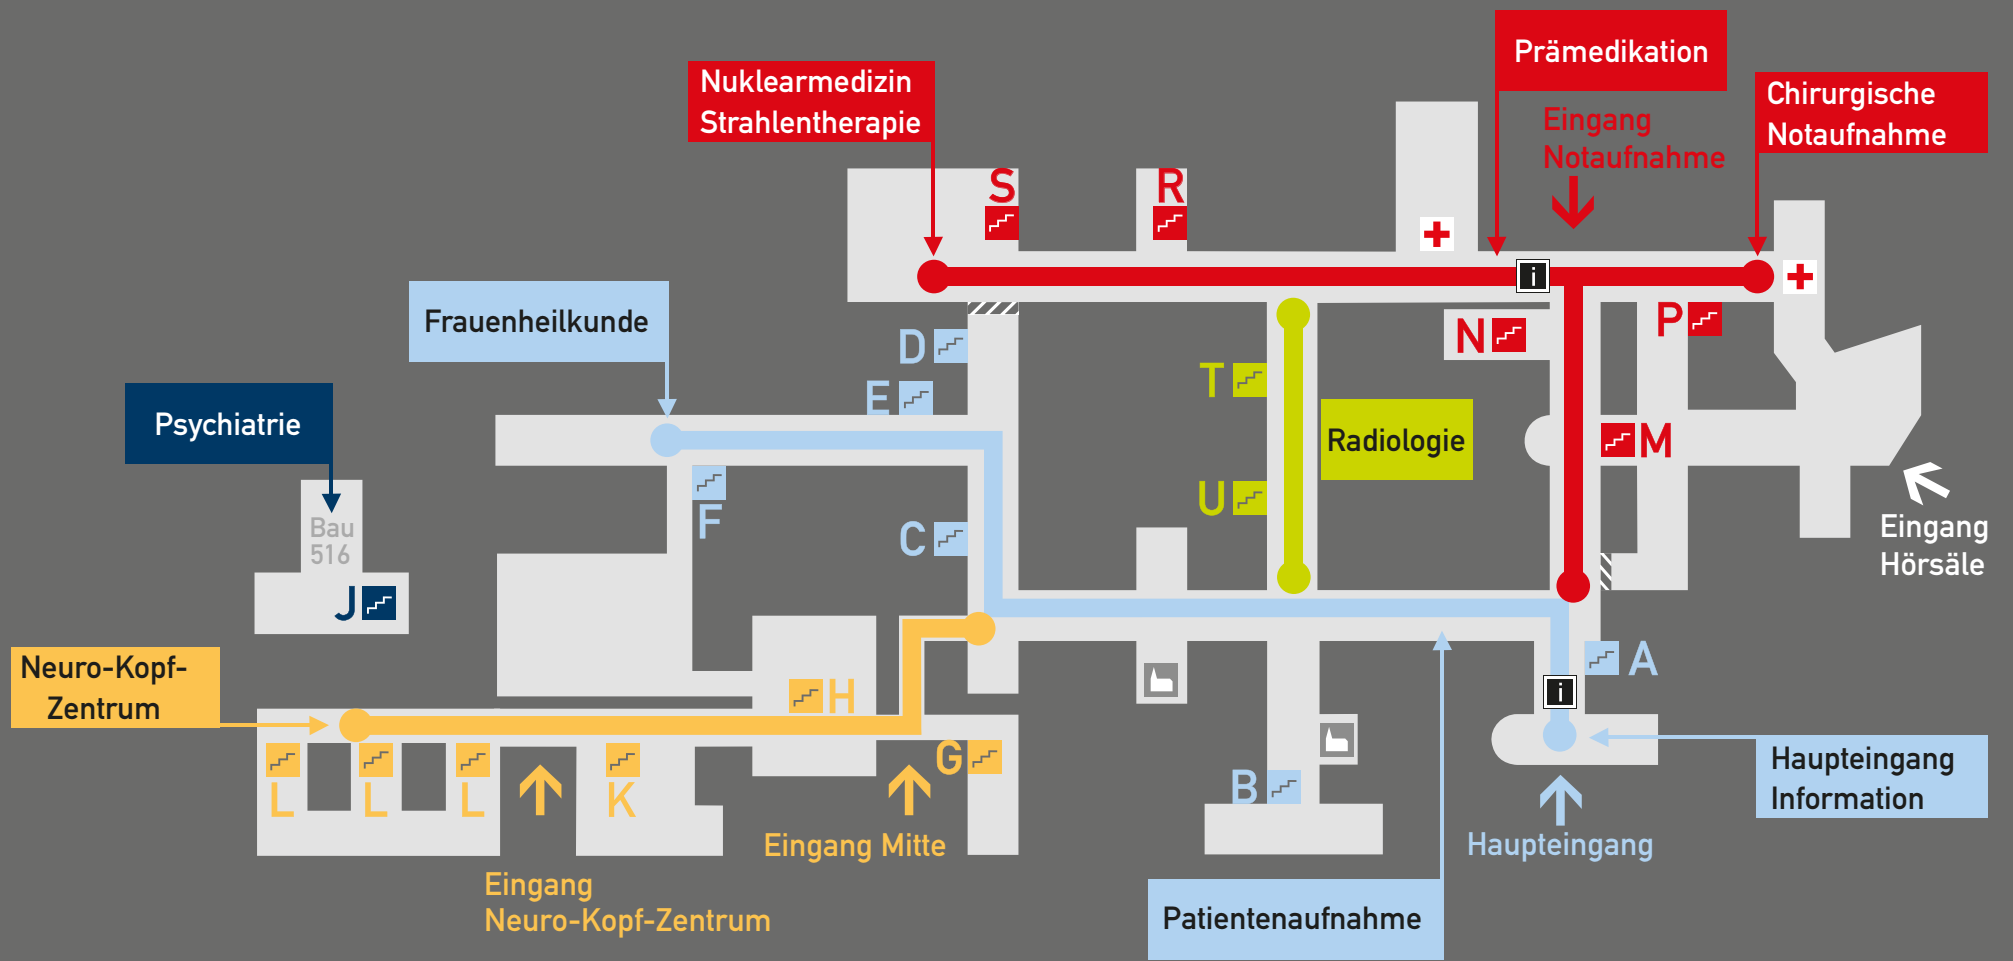 Prämedikation
Nuklearmedizin
Strahlentherapie
Chirurgische
Notaufnahme
Eingang
Notaufnahme
S
R
i
Frauenheilkunde
D
N
P
E
T
Psychiatrie
Radiologie
M
U
F
C
Bau
516
Eingang
Hörsäle
J
Neuro-Kopf-
Zentrum
A
H
i
G
B
L
L
L
K
Haupteingang
Information
Eingang Mitte
Haupteingang
Eingang
Neuro-Kopf-Zentrum
Patientenaufnahme